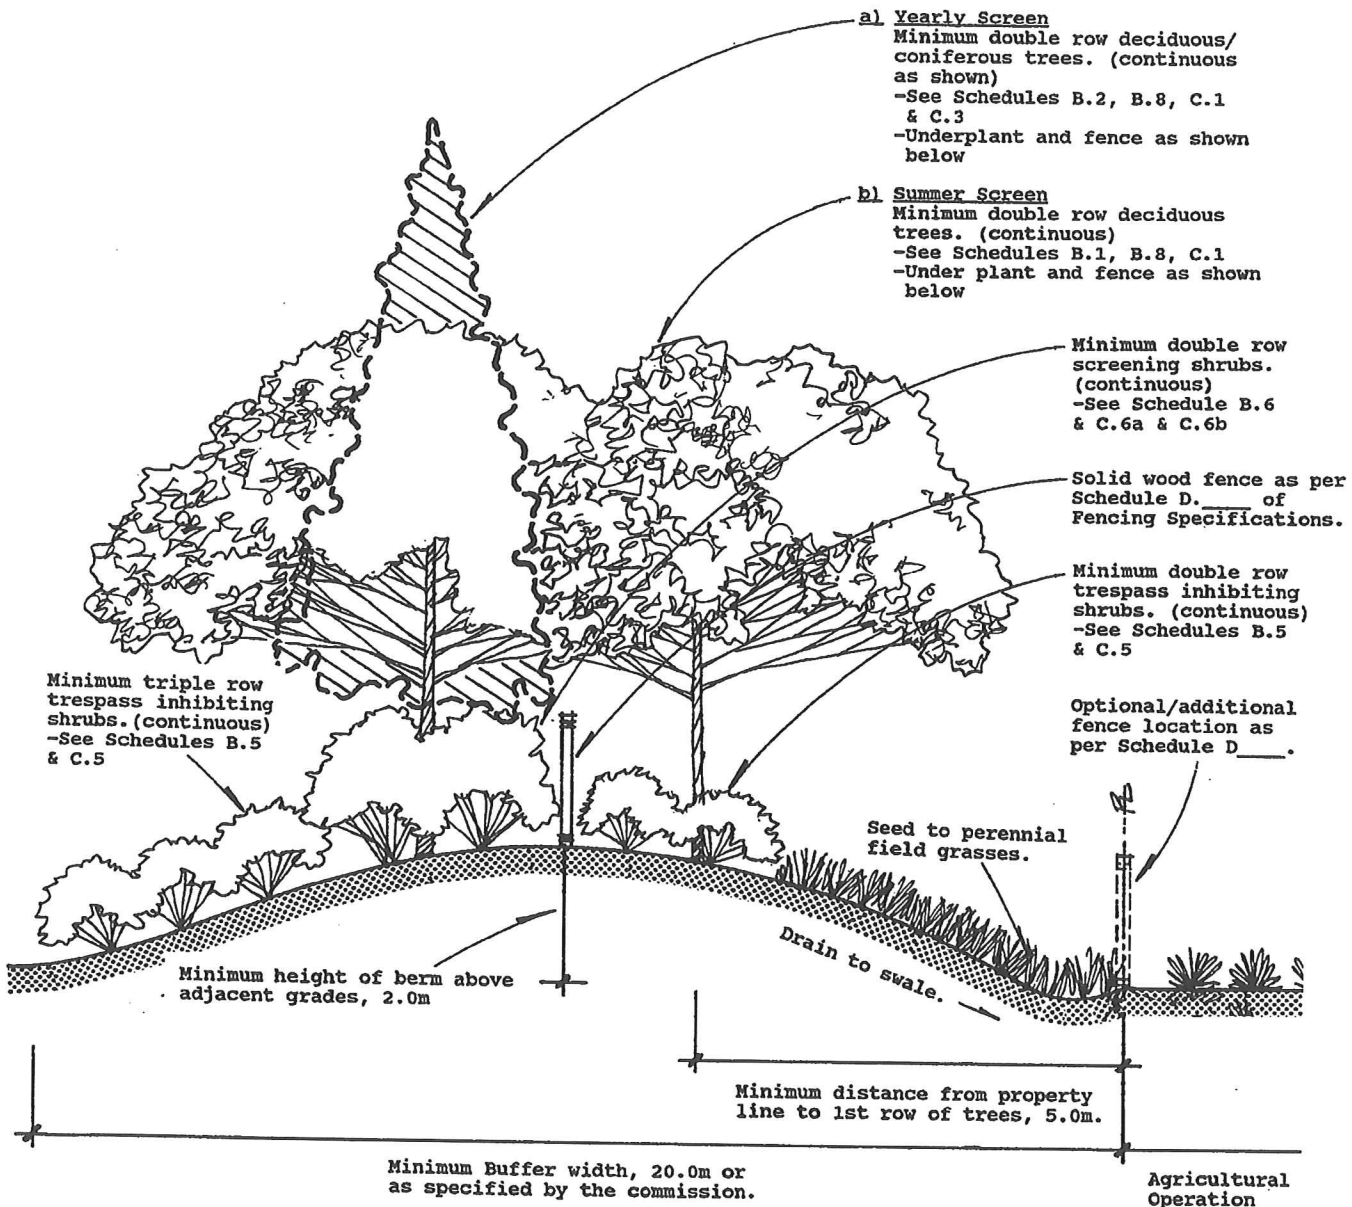 a) Yearly Screen
Minimum double row deciduous/
coniferous trees. (continuous
as shown)
-See Schedules B.2, B.8, C.1
& C.3
-Underplant and fence as shown
below
b) Summer Screen
Minimum double row deciduous
trees. (continuous)
-See Schedules B.1, B.8, C.1
-Under plant and fence as shown
below
Minimum double row
screening shrubs.
(continuous)
-See Schedule B.6
& C.6a & C.6b
Solid wood fence as per
Schedule D.____ of
Fencing Specifications.
Minimum double row
trespass inhibiting
shrubs. (continuous)
-See Schedules B.5
& C.5
Minimum triple row
trespass inhibiting
shrubs.(continuous)
-See Schedules B.5
& C.5
Optional/additional
fence location as
per Schedule D____.
Seed to perennial
field grasses.
Drain to swale.
Minimum height of berm above
adjacent grades, 2.0m
Minimum distance from property
line to 1st row of trees, 5.0m.
Minimum Buffer width, 20.0m or
as specified by the commission.
Agricultural
Operation